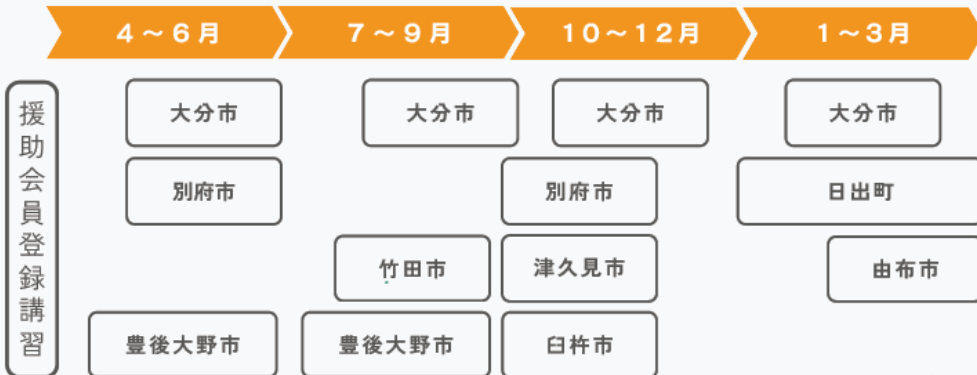 4～6月
7～9月
10～12月
1～3月
援助会員登録講習
大分市
大分市
大分市
大分市
別府市
別府市
日出町
竹田市
津久見市
由布市
豊後大野市
豊後大野市
臼杵市